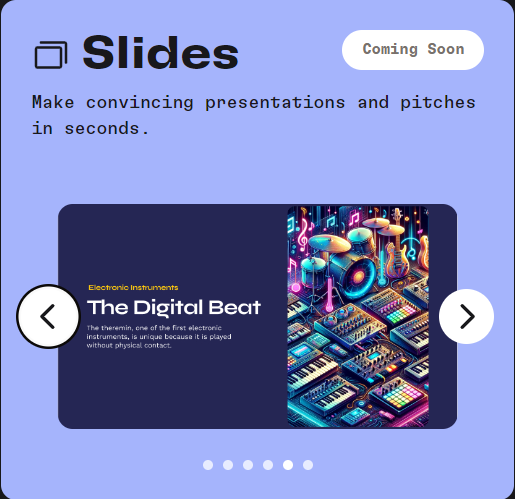 Slides
Coming Soon
Make convincing presentations and pitches
in seconds.
Electronic Instruments
The Digital Beat
The theremin, one of the first electronic
instruments, is unique because it is played
without physical contact.